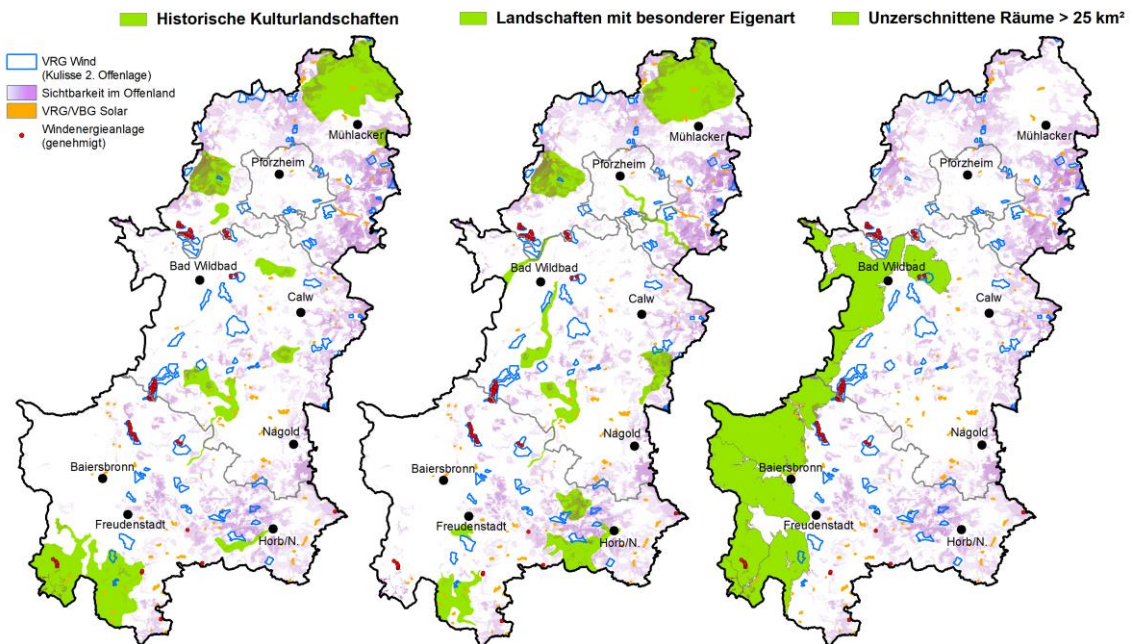 Historische Kulturlandschaften
Landschaften mit besonderer Eigenart
Unzerschnittene Räume > 25 km²
VRG Wind
(Kulisse 2. Offenlage)
Sichtbarkeit im Offenland
VRG/VBG Solar
Windenergieanlage
(genehmigt)
Mühlacker
Pforzheim
Bad Wildbad
Calw
Nagold
Baiersbronn
Freudenstadt
Horb/N.
Mühlacker
Pforzheim
Bad Wildbad
Calw
Nagold
Baiersbronn
Freudenstadt
Horb/N.
Mühlacker
Pforzheim
Bad Wildbad
Calw
Nagold
Baiersbronn
Freudenstadt
Horb/N.